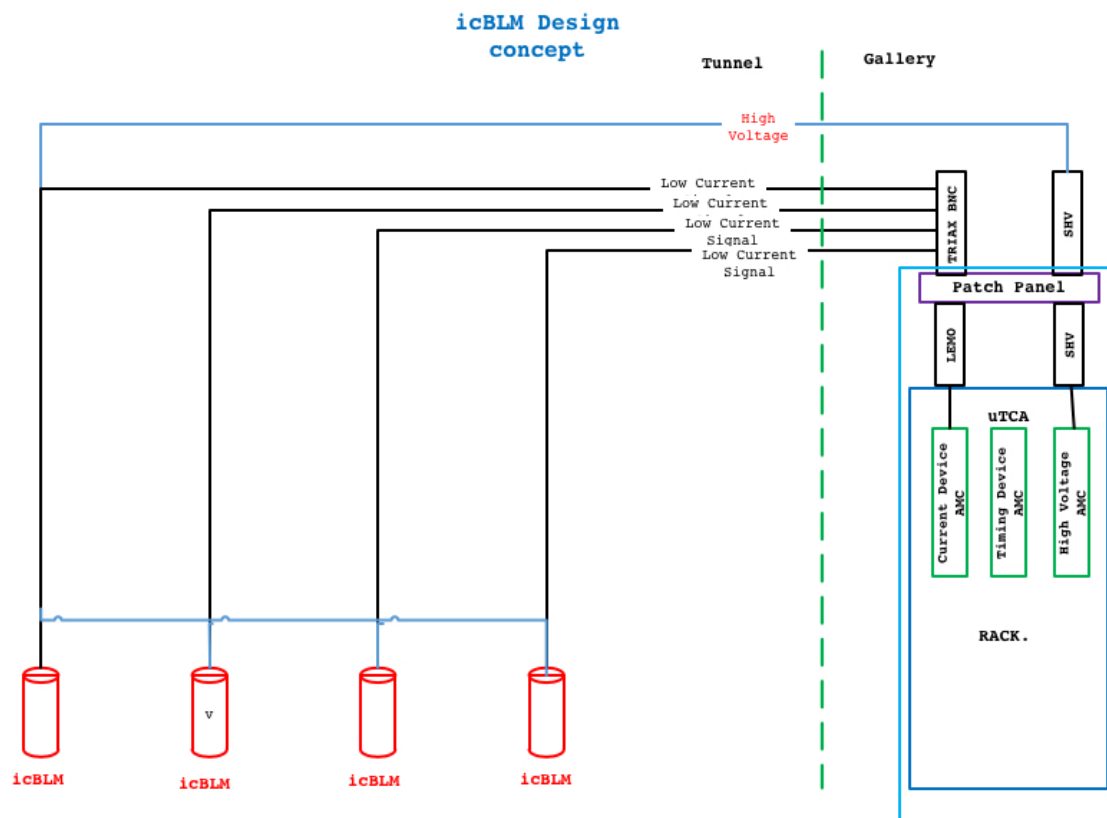 icBLM Design
concept
Tunnel
Gallery
High
Voltage
Low Current
Low Current
Low Current
Signal
Low Current
Signal
TRIAX BNC
SHV
Patch Panel
LEMO
SHV
uTCA
Current Device
AMC
Timing Device
AMC
High Voltage
AMC
RACK.
V
icBLM
icBLM
icBLM
icBLM